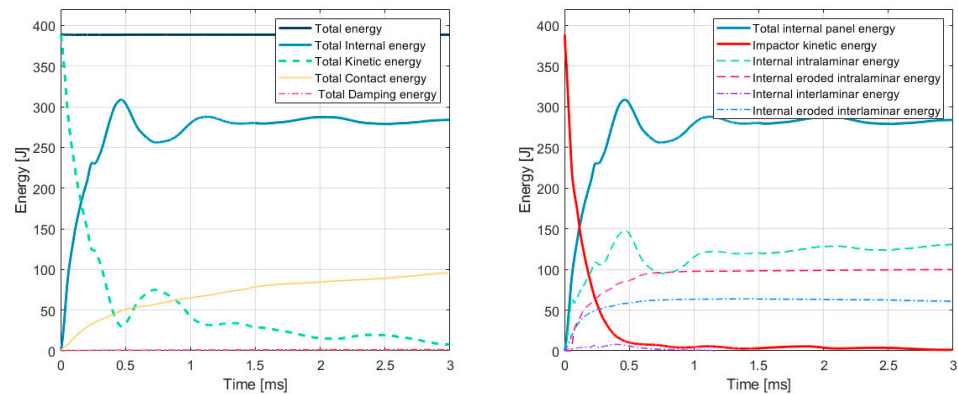 400
350
300
250
200
150
100
50
0
Energy [J]
0
0.5
1
1.5
2
2.5
3
Time [ms]
Total energy
Total Internal energy
Total Kinetic energy
Total Contact energy
Total Damping energy
400
350
300
250
200
150
100
50
0
Energy [J]
0
0.5
1
1.5
2
2.5
3
Time [ms]
Total internal panel energy
Impactor kinetic energy
Internal intralaminar energy
Internal eroded intralaminar energy
Internal interlaminar energy
Internal eroded interlaminar energy